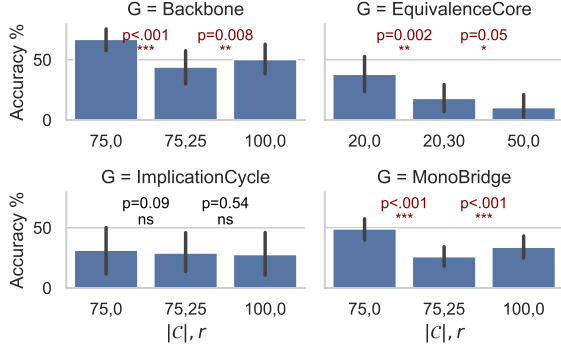 G = Backbone
Accuracy %
50
0
p<.001
***
p=0.008
**
75,0
75,25
100,0
G = EquivalenceCore
p=0.002
**
p=0.05
*
20,0
20,30
50,0
G = ImplicationCycle
Accuracy %
50
0
p=0.09
ns
p=0.54
ns
75,0
75,25
100,0
|𝒞|, r
G = MonoBridge
p<.001
***
p<.001
***
75,0
75,25
100,0
|𝒞|, r